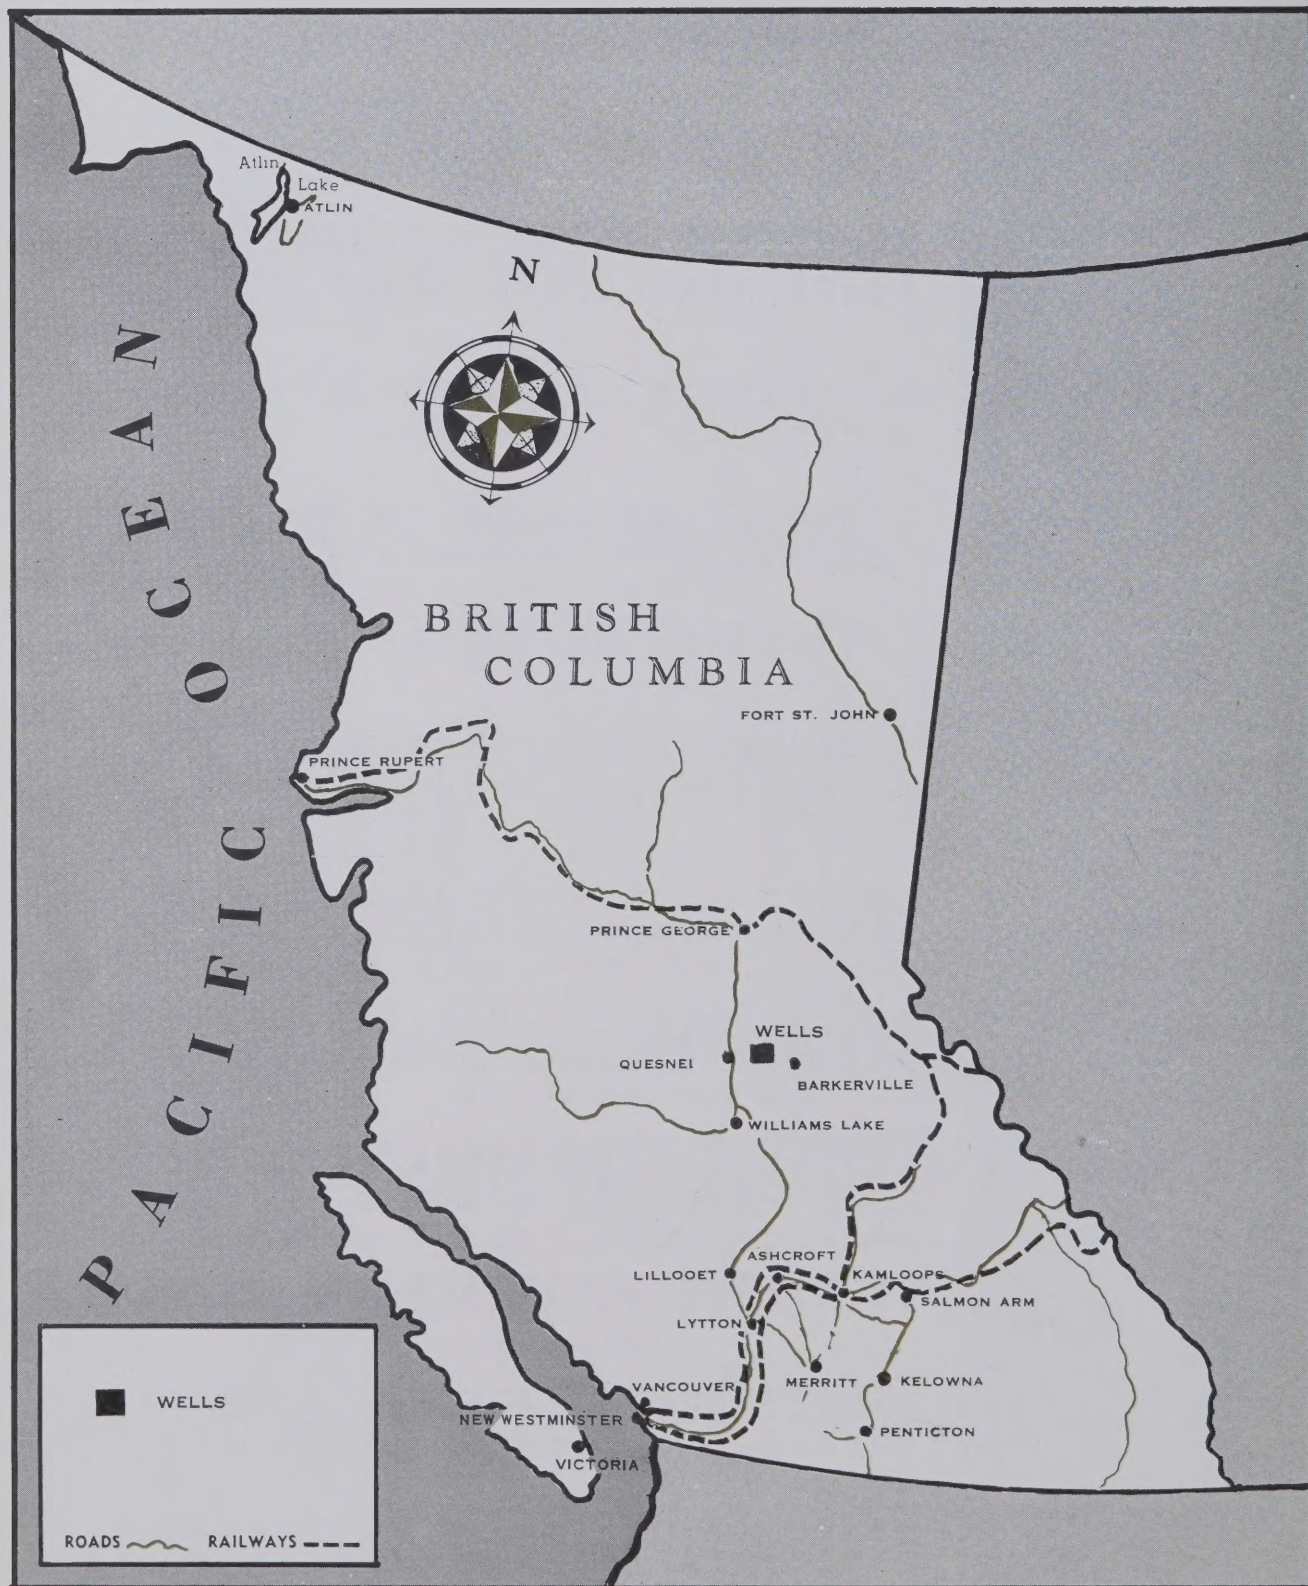 Atlin
Lake
ATLIN
N
PACIFIC OCEAN
BRITISH
COLUMBIA
FORT ST. JOHN
PRINCE RUPERT
PRINCE GEORGE
WELLS
QUESNEl
BARKERVILLE
WILLIAMS LAKE
ASHCROFT
LILLOOET
KAMLOOPS
SALMON ARM
LYTTON
VANCOUVER
MERRITT
KELOWNA
NEW WESTMINSTER
PENTICTON
VICTORIA
WELLS
ROADS RAILWAYS